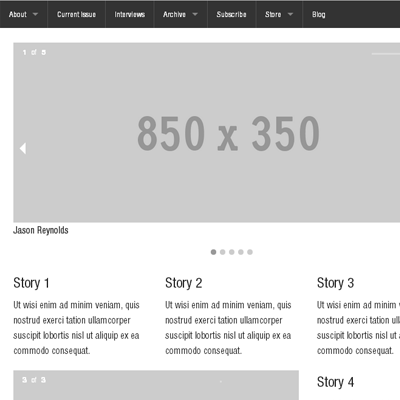 About Current Issue Interviews Archive Subscribe Store Blog
1 of 5
850 x 350
Jason Reynolds
Story 1 Story 2 Story 3
Ut wisi enim ad minim veniam, quis Ut wisi enim ad minim veniam, quis Ut wisi enim ad minim
nostrud exerci tation ullamcorper nostrud exerci tation ullamcorper nostrud exerci tation
suscipit lobortis nisl ut aliquip ex ea suscipit lobortis nisl ut aliquip ex ea suscipit lobortis nisl ut
commodo consequat. commodo consequat. commodo consequat.
3 of 3
Story 4